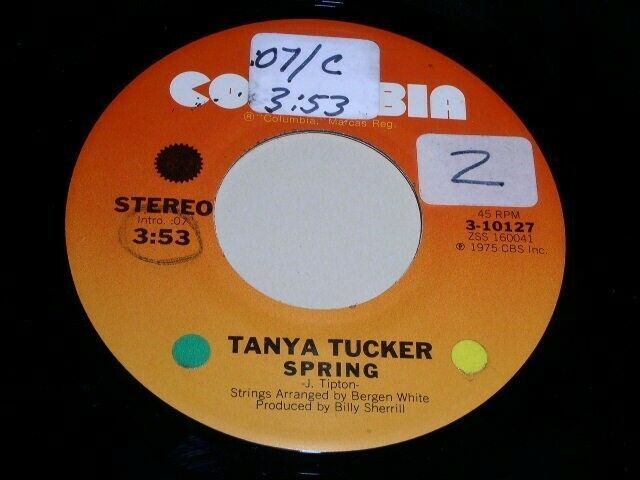 .07/C
3:53
CO BIA
® "Columbia," Marcas Reg.
2
STEREO
Intro. :07
3:53
45 RPM
3-10127
ZSS 160041
℗ 1975 CBS Inc.
TANYA TUCKER
SPRING
-J. Tipton-
Strings Arranged by Bergen White
Produced by Billy Sherrill